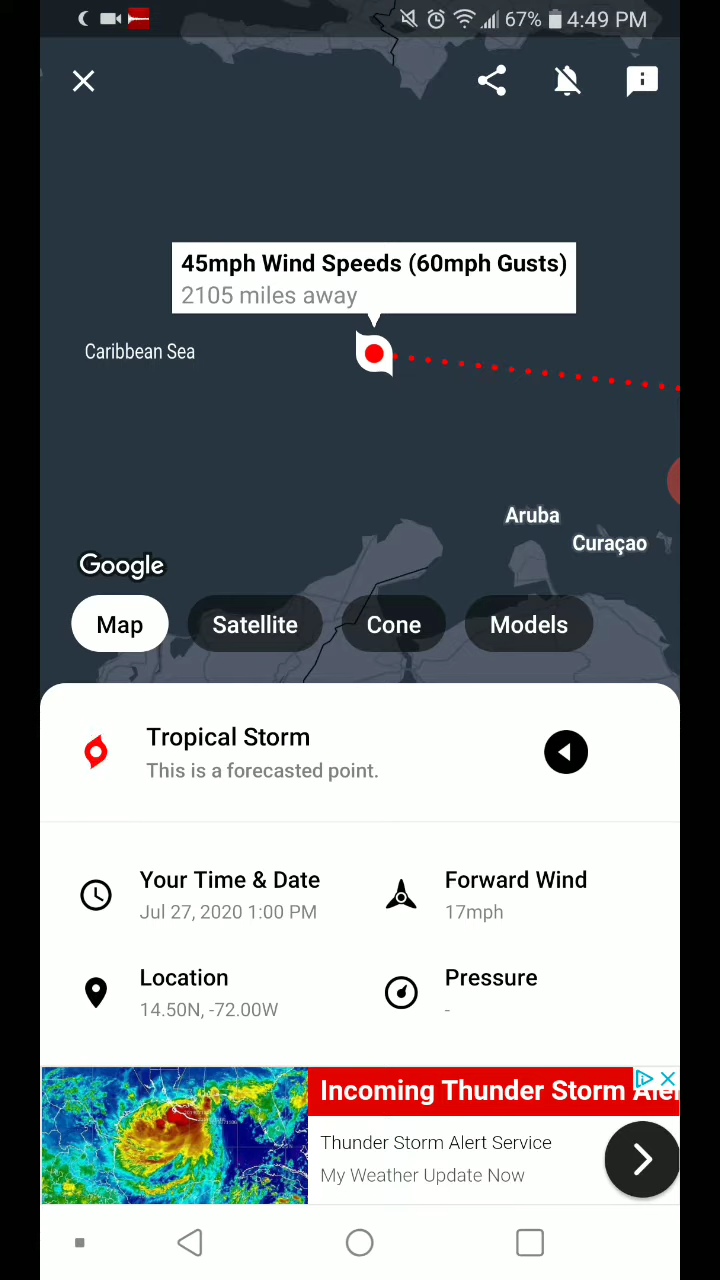 67% 4:49 PM
45mph Wind Speeds (60mph Gusts)
2105 miles away
Caribbean Sea
Aruba
Curaçao
Google
Map Satellite Cone Models
Tropical Storm
This is a forecasted point.
Your Time & Date
Jul 27, 2020 1:00 PM
Forward Wind
17mph
Location
14.50N, -72.00W
Pressure
-
Incoming Thunder Storm
Thunder Storm Alert Service
My Weather Update Now